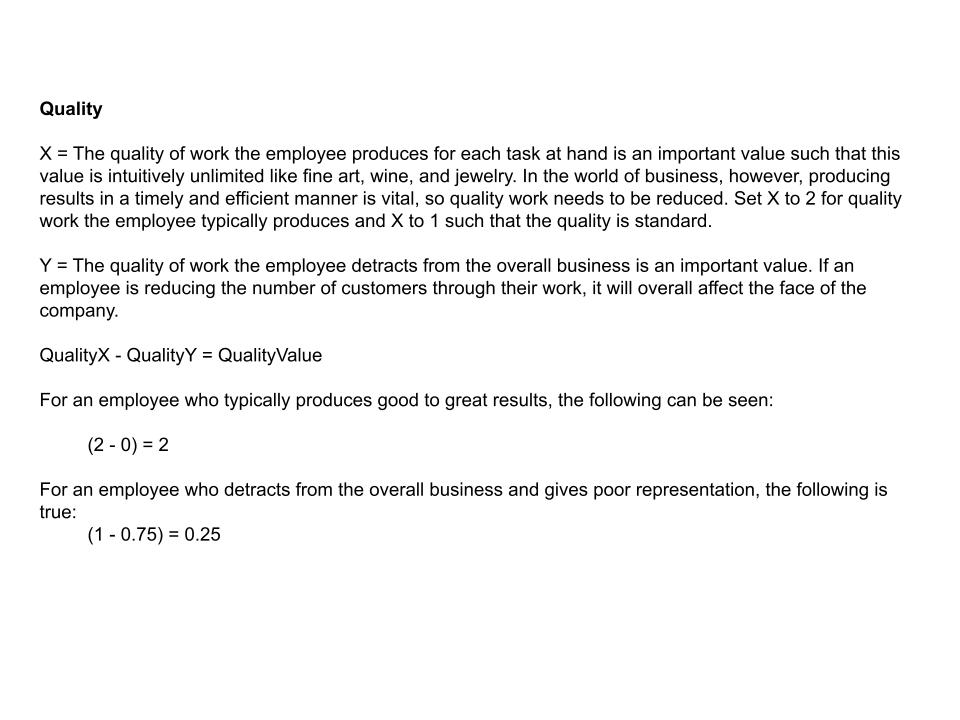 Quality
X = The quality of work the employee produces for each task at hand is an important value such that this
value is intuitively unlimited like fine art, wine, and jewelry. In the world of business, however, producing
results in a timely and efficient manner is vital, so quality work needs to be reduced. Set X to 2 for quality
work the employee typically produces and X to 1 such that the quality is standard.
Y = The quality of work the employee detracts from the overall business is an important value. If an
employee is reducing the number of customers through their work, it will overall affect the face of the
company.
QualityX - QualityY = QualityValue
For an employee who typically produces good to great results, the following can be seen:
(2 - 0) = 2
For an employee who detracts from the overall business and gives poor representation, the following is
true:
(1 - 0.75) = 0.25